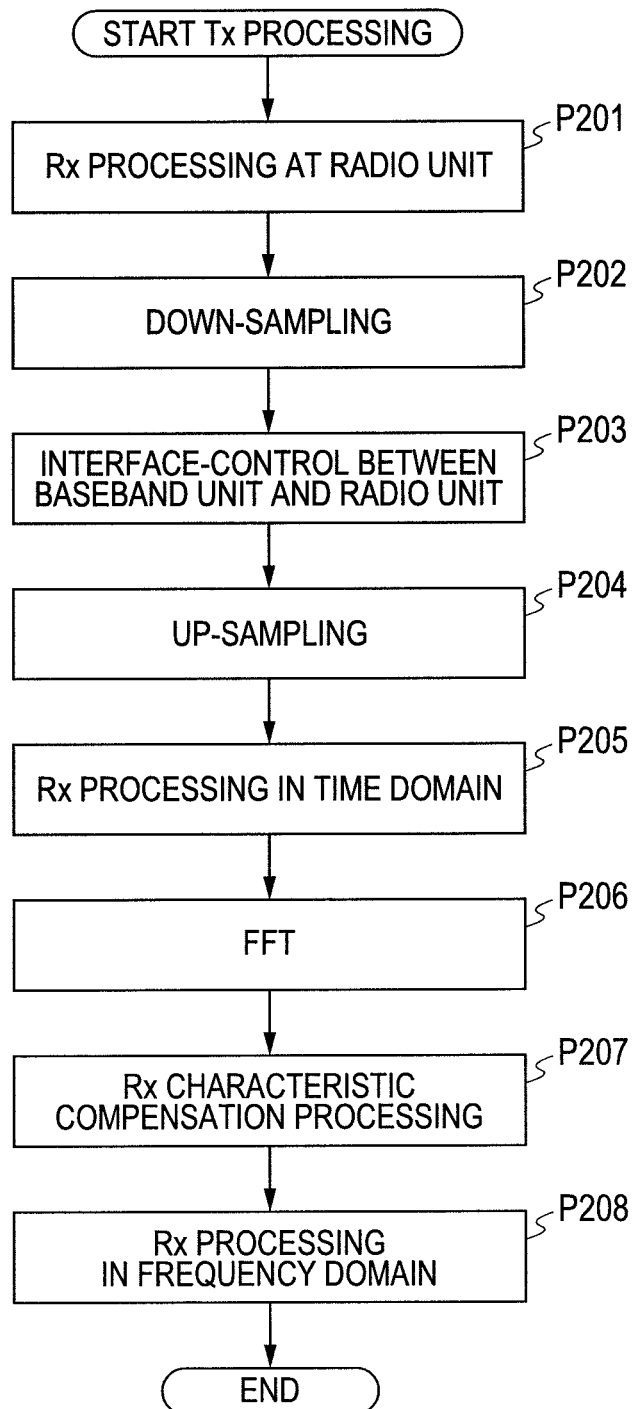 START Tx PROCESSING
P201
Rx PROCESSING AT RADIO UNIT
P202
DOWN-SAMPLING
P203
INTERFACE-CONTROL BETWEEN
BASEBAND UNIT AND RADIO UNIT
P204
UP-SAMPLING
P205
Rx PROCESSING IN TIME DOMAIN
P206
FFT
P207
Rx CHARACTERISTIC
COMPENSATION PROCESSING
P208
Rx PROCESSING
IN FREQUENCY DOMAIN
END